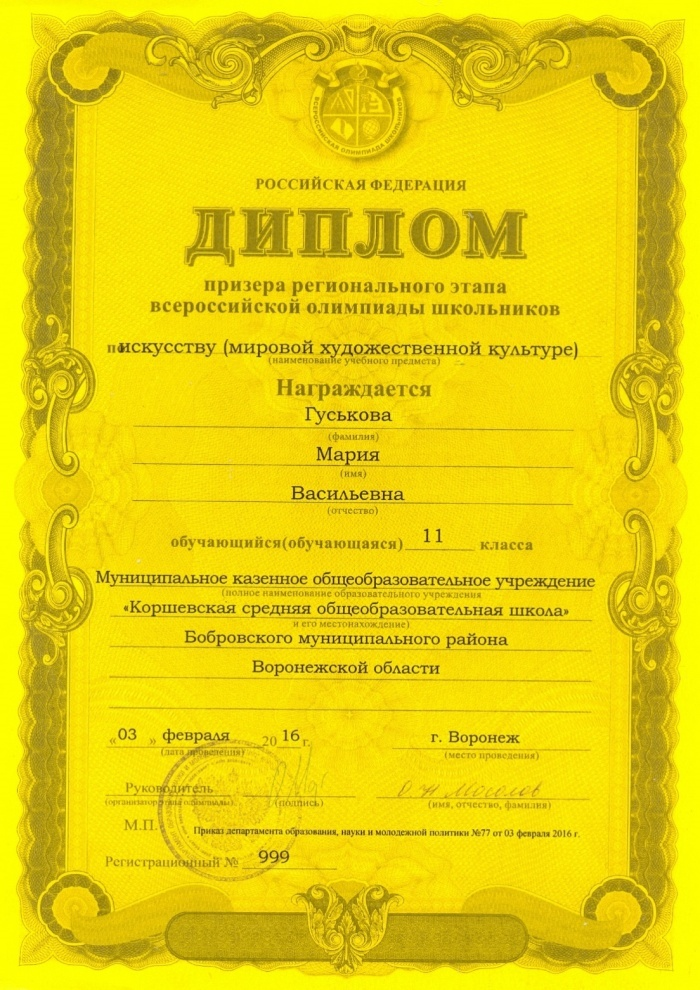 ВСЕРОССИЙСКАЯ ОЛИМПИАДА ШКОЛЬНИКОВ
РОССИЙСКАЯ ФЕДЕРАЦИЯ
ДИПЛОМ
призера регионального этапа
всероссийской олимпиады школьников
по искусству (мировой художественной культуре)
(наименование учебного предмета)
Награждается
Гуськова
(фамилия)
Мария
(имя)
Васильевна
(отчество)
обучающийся(обучающаяся) 11 класса
Муниципальное казенное общеобразовательное учреждение
(полное наименование образовательного учреждения
«Коршевская средняя общеобразовательная школа»
и его местонахождение)
Бобровского муниципального района
Воронежской области
«03» февраля 2016 г. г. Воронеж
(дата проведения) (место проведения)
Руководитель О.Н Мосолов
(организатор этапа олимпиады) (подпись) (имя, отчество, фамилия)
М.П. Приказ департамента образования, науки и молодежной политики №77 от 03 февраля 2016 г.
Регистрационный № 999